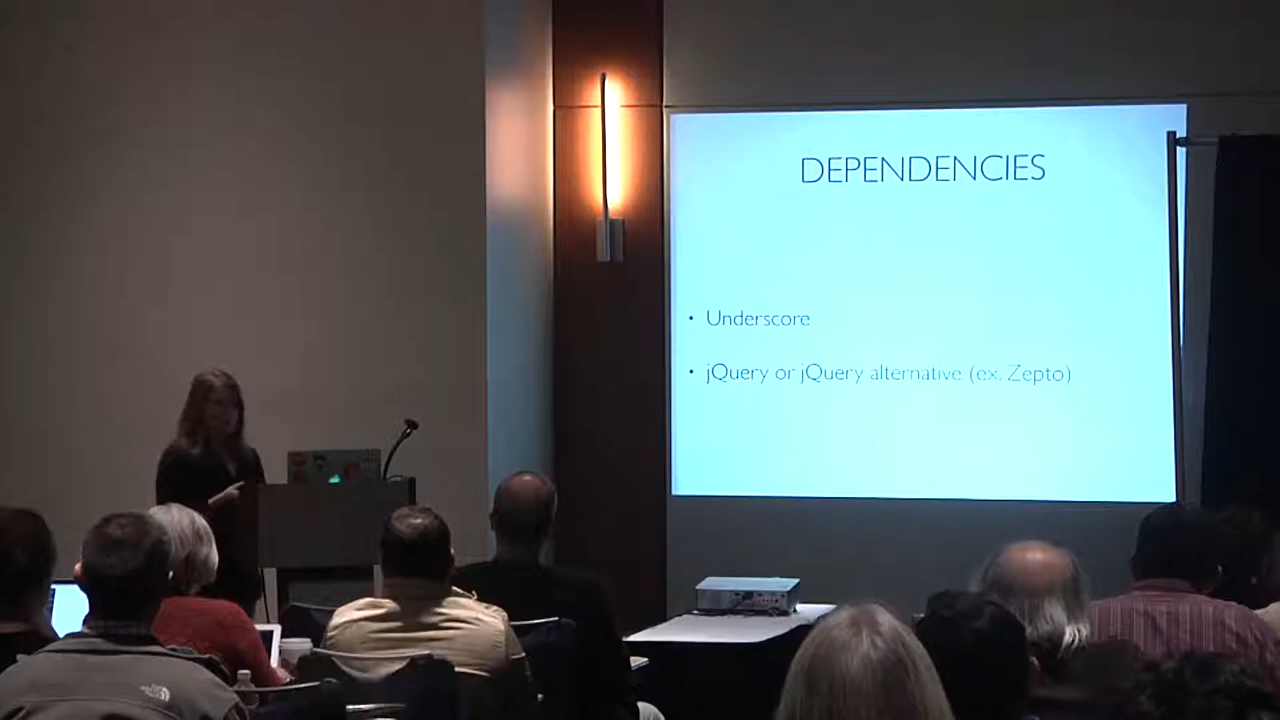 DEPENDENCIES
• Underscore
• jQuery or jQuery alternative (ex. Zepto)